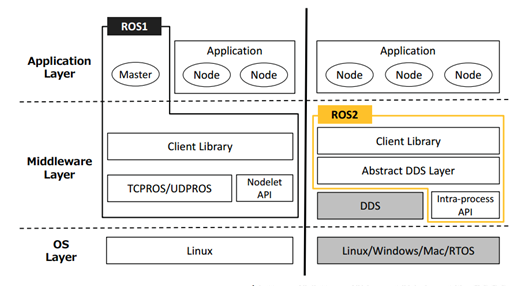 ROS1
Application
Layer
Master
Application
Node
Node
Application
Node
Node
Node
Middleware
Layer
Client Library
TCPROS/UDPROS
Nodelet
API
ROS2
Client Library
Abstract DDS Layer
DDS
Intra-process
API
OS
Layer
Linux
Linux/Windows/Mac/RTOS